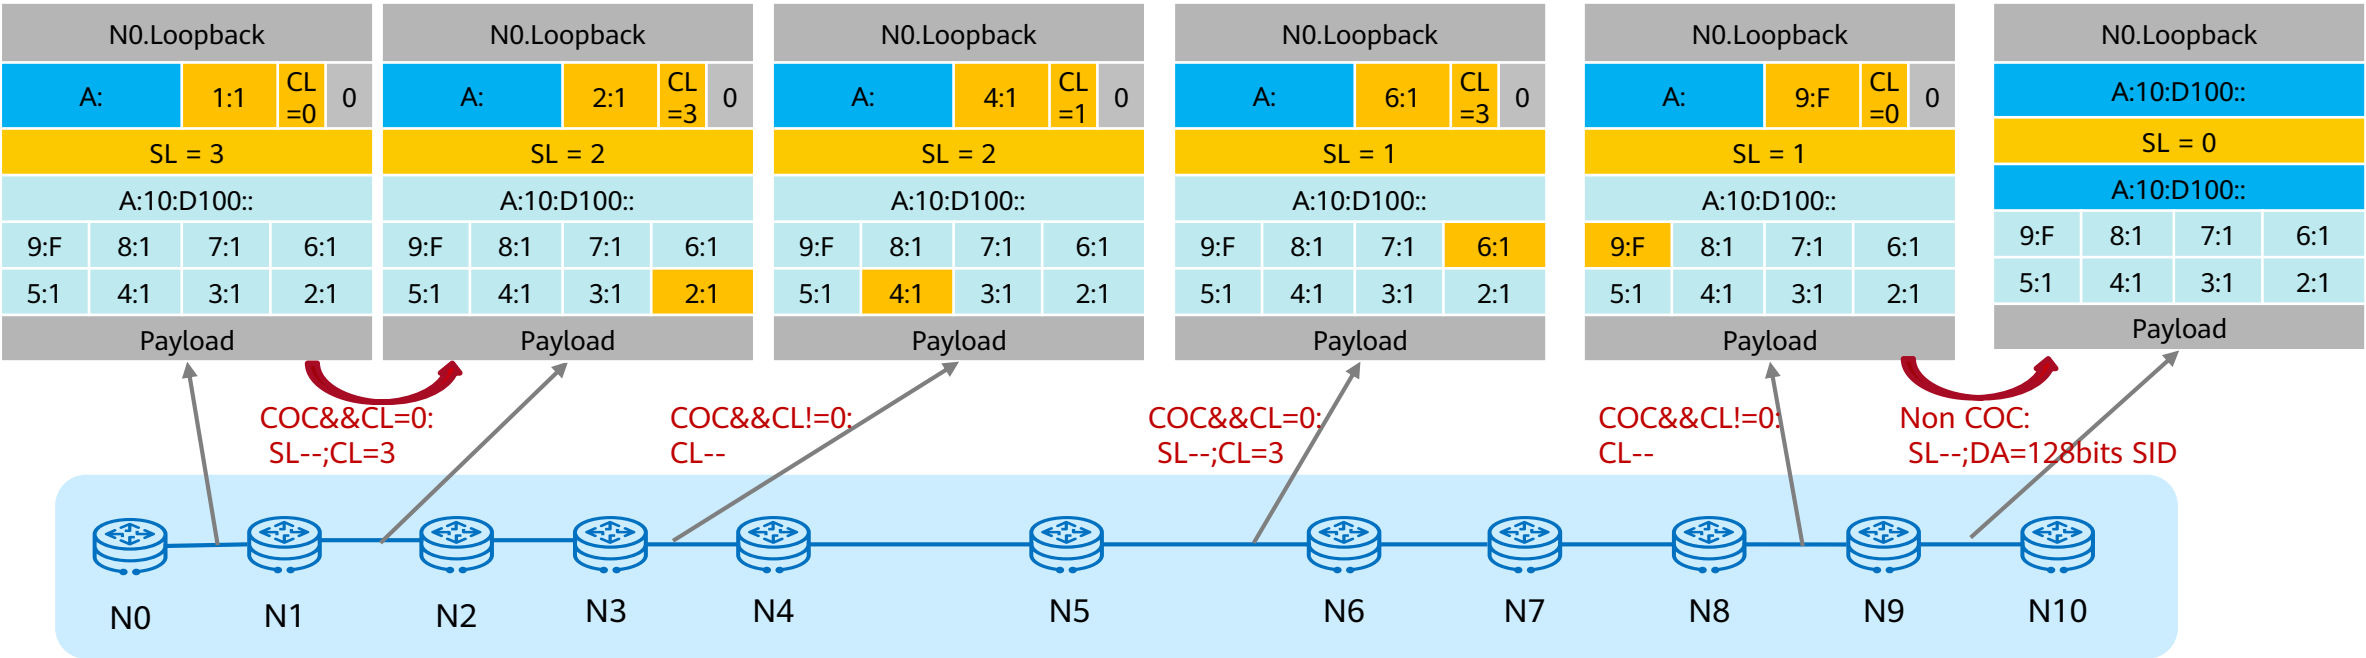 N0.Loopback
A: 1:1 CL =0 0
SL = 3
A:10:D100::
9:F 8:1 7:1 6:1
5:1 4:1 3:1 2:1
Payload
N0.Loopback
A: 2:1 CL =3 0
SL = 2
A:10:D100::
9:F 8:1 7:1 6:1
5:1 4:1 3:1 2:1
Payload
N0.Loopback
A: 4:1 CL =1 0
SL = 2
A:10:D100::
9:F 8:1 7:1 6:1
5:1 4:1 3:1 2:1
Payload
N0.Loopback
A: 6:1 CL =3 0
SL = 1
A:10:D100::
9:F 8:1 7:1 6:1
5:1 4:1 3:1 2:1
Payload
N0.Loopback
A: 9:F CL =0 0
SL = 1
A:10:D100::
9:F 8:1 7:1 6:1
5:1 4:1 3:1 2:1
Payload
N0.Loopback
A:10:D100::
SL = 0
A:10:D100::
9:F 8:1 7:1 6:1
5:1 4:1 3:1 2:1
Payload
COC&&CL=0:
SL--;CL=3
COC&&CL!=0:
CL--
COC&&CL=0:
SL--;CL=3
COC&&CL!=0:
CL--
Non COC:
SL--;DA=128bits SID
N0 N1 N2 N3 N4 N5 N6 N7 N8 N9 N10